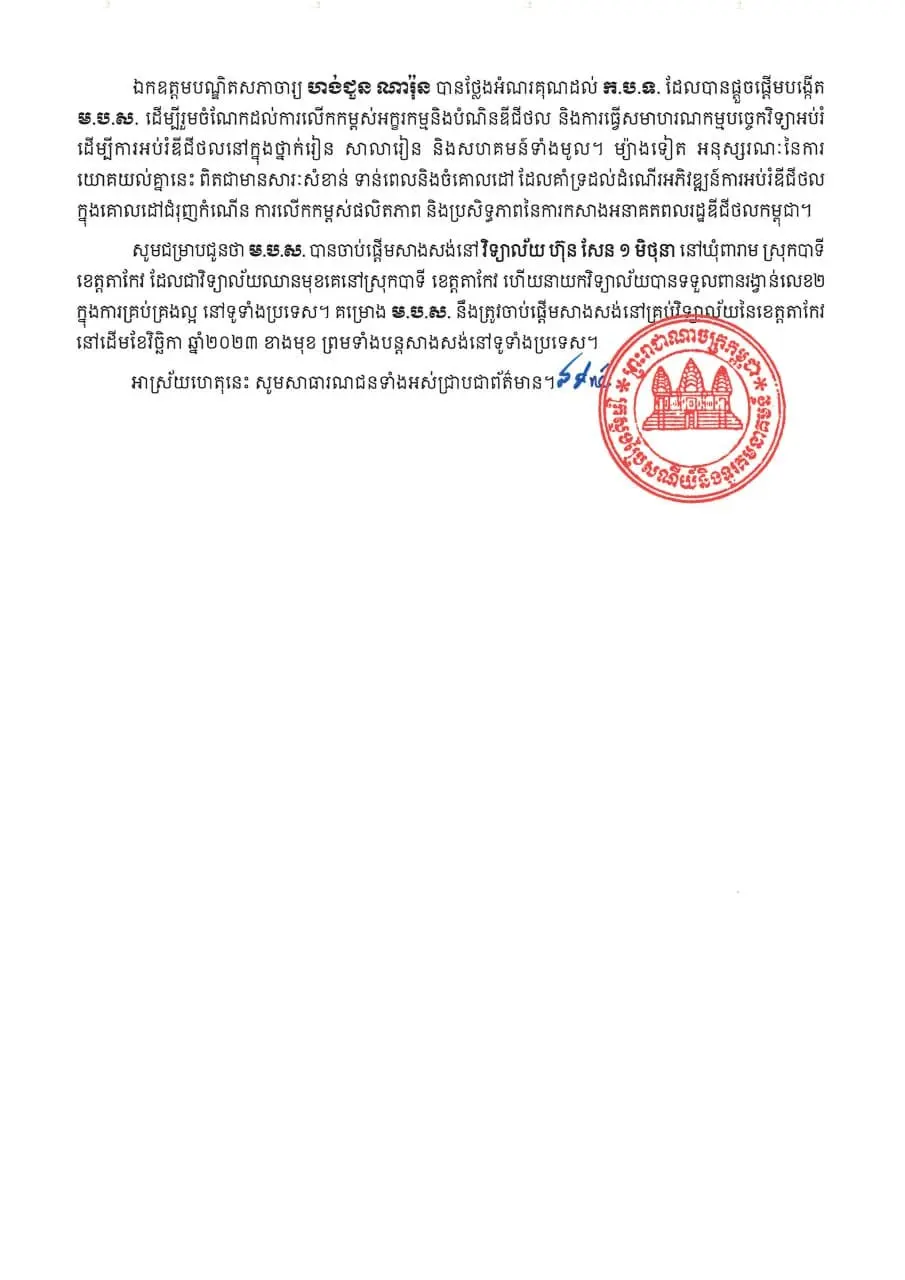 ឯកឧត្តមបណ្ឌិតសភាចារ្យ ហង់ជួន ណារ៉ុន បានថ្លែងអំណរគុណដល់ ក.ប.ទ. ដែលបានផ្តួចផ្តើមបង្កើត
ម.ប.ស. ដើម្បីរួមចំណែកដល់ការលើកកម្ពស់អក្ខរកម្មនិងបំណិនឌីជីថល និងការធ្វើសមាហរណកម្មបច្ចេកវិទ្យាអប់រំ
ដើម្បីការអប់រំឌីជីថលនៅក្នុងថ្នាក់រៀន សាលារៀន និងសហគមន៍ទាំងមូល។ ម្យ៉ាងទៀត អនុស្សរណៈនៃការ
យោគយល់គ្នានេះ ពិតជាមានសារៈសំខាន់ ទាន់ពេលនិងចំគោលដៅ ដែលគាំទ្រដល់ដំណើរអភិវឌ្ឍន៍ការអប់រំឌីជីថល
ក្នុងគោលដៅជំរុញកំណើន ការលើកកម្ពស់ផលិតភាព និងប្រសិទ្ធភាពនៃការកសាងអនាគតពលរដ្ឋឌីជីថលកម្ពុជា។
សូមជម្រាបជូនថា ម.ប.ស. បានចាប់ផ្តើមសាងសង់នៅវិទ្យាល័យ ហ៊ុន សែន ១ មិថុនា នៅឃុំពារាម ស្រុកបាទី
ខេត្តតាកែវ ដែលជាវិទ្យាល័យឈានមុខគេនៅស្រុកបាទី ខេត្តតាកែវ ហើយនាយកវិទ្យាល័យបានទទួលពានរង្វាន់លេខ២
ក្នុងការគ្រប់គ្រងល្អ នៅទូទាំងប្រទេស។ គម្រោង ម.ប.ស. នឹងត្រូវចាប់ផ្តើមសាងសង់នៅគ្រប់វិទ្យាល័យនៃខេត្តតាកែវ
នៅដើមខែវិច្ឆិកា ឆ្នាំ២០២៣ ខាងមុខ ព្រមទាំងបន្តសាងសង់នៅទូទាំងប្រទេស។
អាស្រ័យហេតុនេះ សូមសាធារណជនទាំងអស់ជ្រាបជាព័ត៌មាន។
ព្រះរាជាណាចក្រកម្ពុជា
ក្រសួងប្រៃសណីយ៍និងទូរគមនាគមន៍